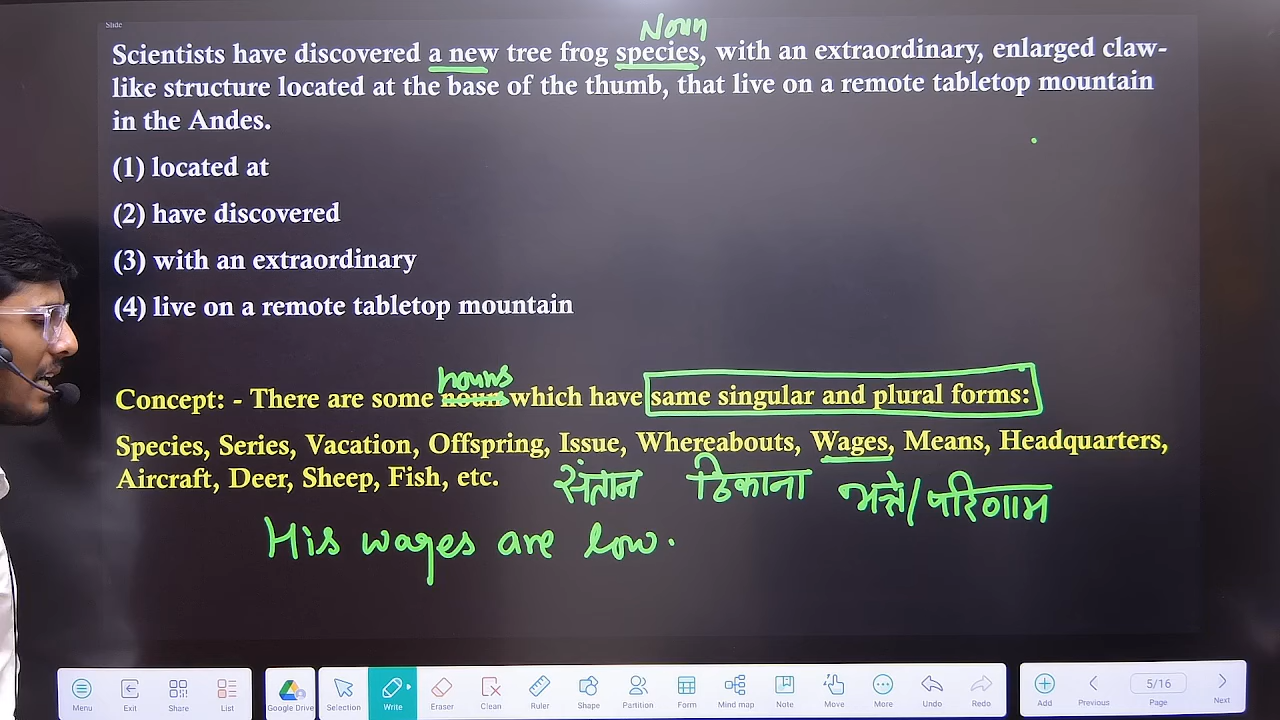 Slide
Noun
Scientists have discovered a new tree frog species, with an extraordinary, enlarged claw-
like structure located at the base of the thumb, that live on a remote tabletop mountain
in the Andes.
(1) located at
(2) have discovered
(3) with an extraordinary
(4) live on a remote tabletop mountain
nouns
Concept: - There are some noun which have same singular and plural forms:
Species, Series, Vacation, Offspring, Issue, Whereabouts, Wages, Means, Headquarters,
Aircraft, Deer, Sheep, Fish, etc.
संतान ठिकाना भत्ते/परिणाम
His wages are low.
Menu Exit Share List Google Drive Selection Write Eraser Clean Ruler Shape Partition Form Mind map Note Move More Undo Redo Add Previous 5/16 Page Next